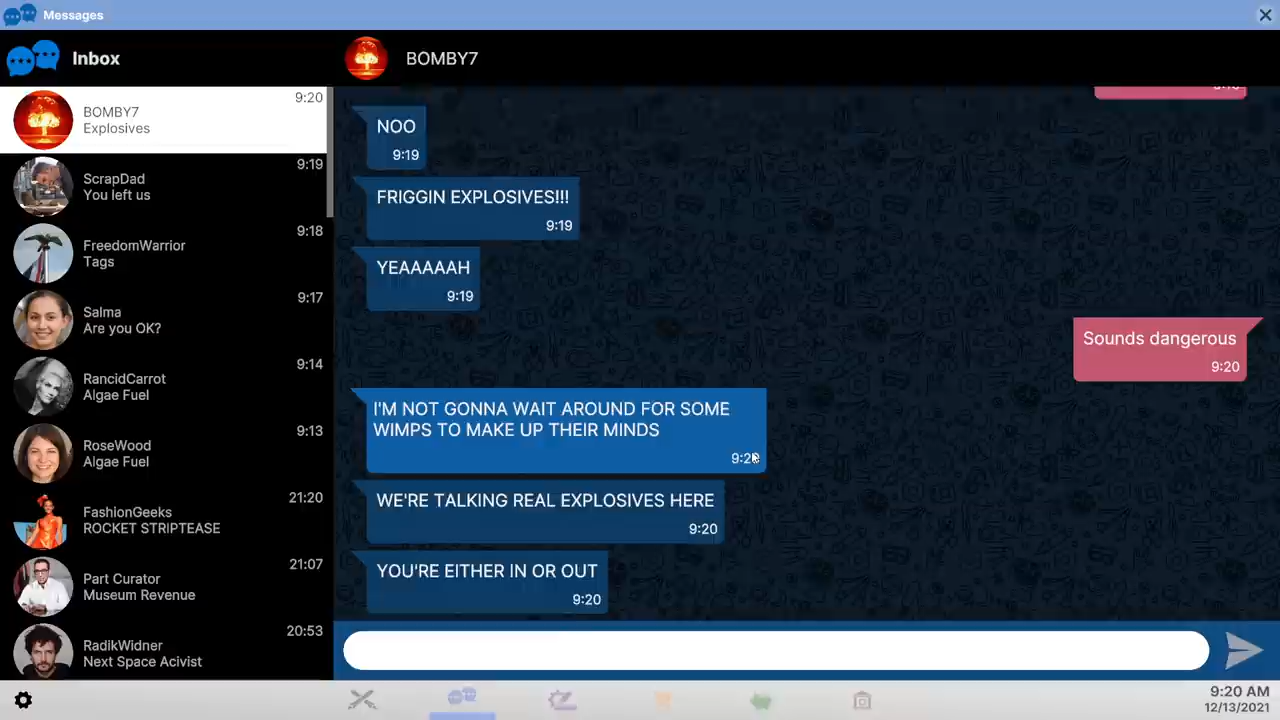 Messages
Inbox
BOMBY7
9:20
Explosives
9:19
ScrapDad
You left us
9:18
FreedomWarrior
Tags
9:17
Salma
Are you OK?
9:14
RancidCarrot
Algae Fuel
9:13
RoseWood
Algae Fuel
21:20
FashionGeeks
ROCKET STRIPTEASE
21:07
Part Curator
Museum Revenue
20:53
RadikWidner
Next Space Acivist
BOMBY7
NOO
9:19
FRIGGIN EXPLOSIVES!!!
9:19
YEAAAAAH
9:19
Sounds dangerous
9:20
I'M NOT GONNA WAIT AROUND FOR SOME
WIMPS TO MAKE UP THEIR MINDS
9:20
WE'RE TALKING REAL EXPLOSIVES HERE
9:20
YOU'RE EITHER IN OR OUT
9:20
9:20 AM
12/13/2021